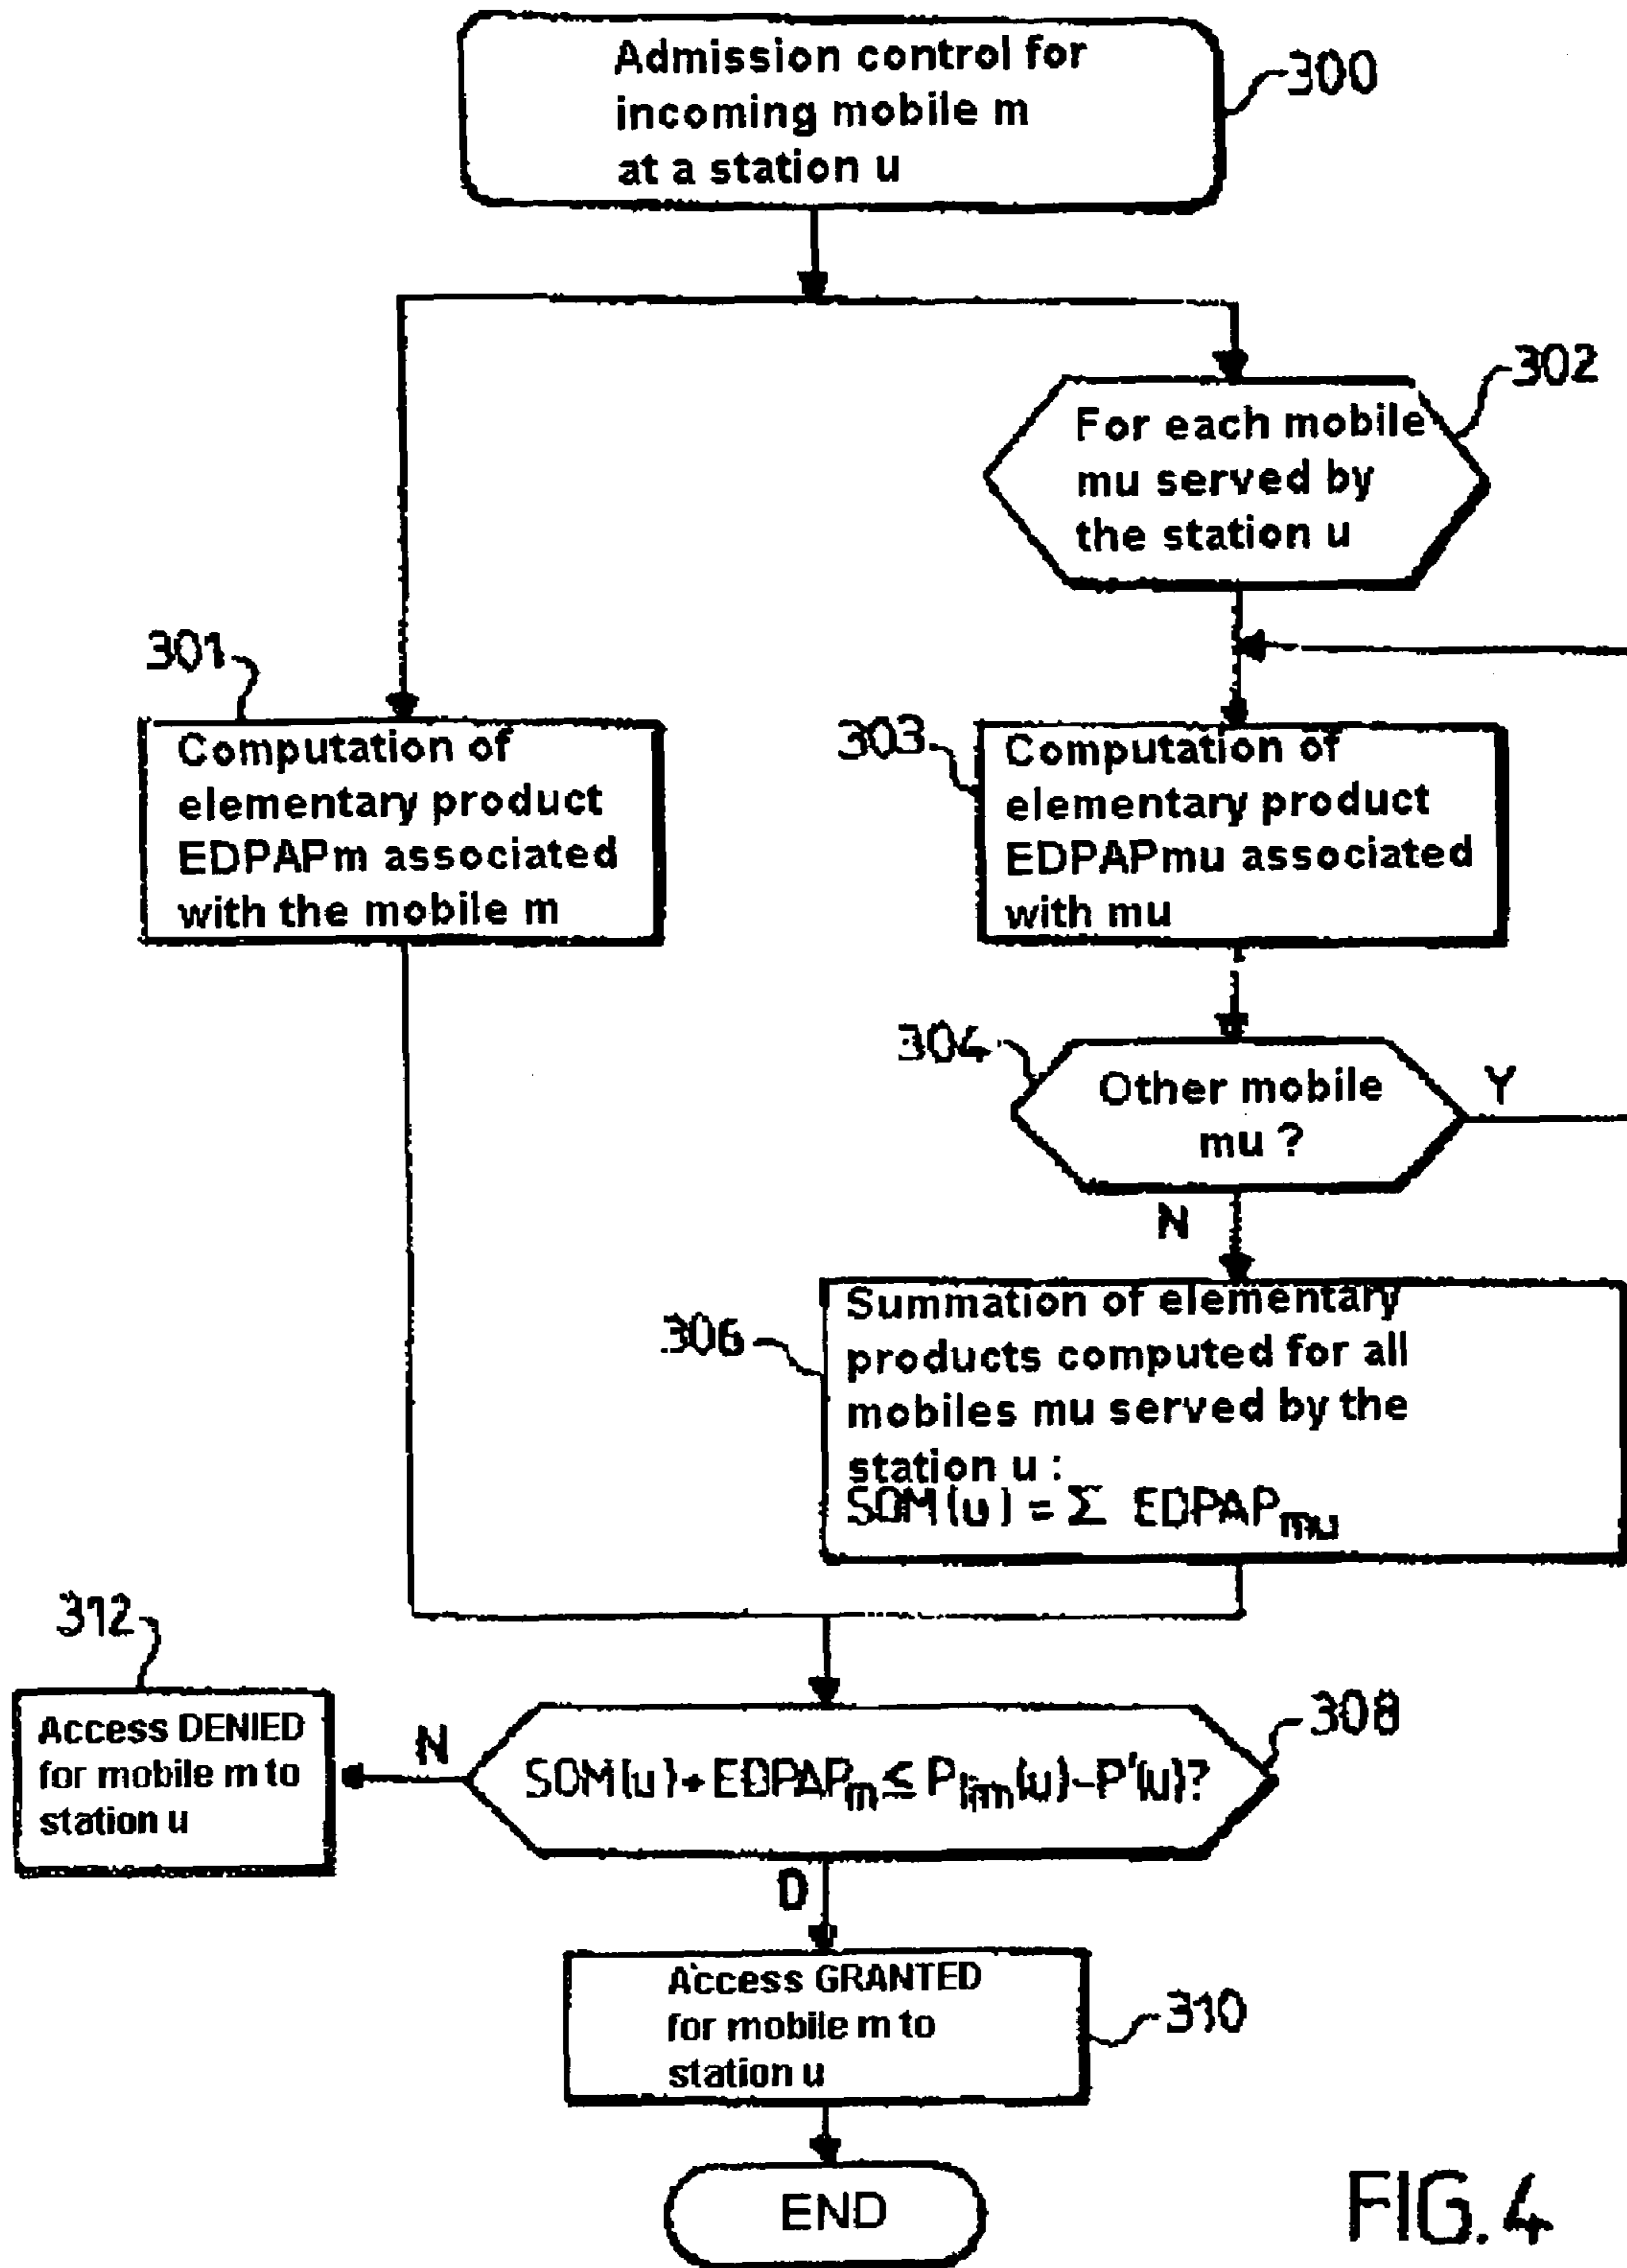 Admission control for
incoming mobile m
at a station u
300
302
For each mobile
mu served by
the station u
301
Computation of
elementary product
EDPAPm associated
with the mobile m
303
Computation of
elementary product
EDPAPmu associated
with mu
304
Other mobile
mu ?
Y
N
306
Summation of elementary
products computed for all
mobiles mu served by the
station u :
SOM(u) = Σ EDPAPmu
312
Access DENIED
for mobile m to
station u
N
308
SOM(u)+EDPAPm≤Plim(u)-P'(u)?
O
Access GRANTED
for mobile m to
station u
310
END
FIG.4